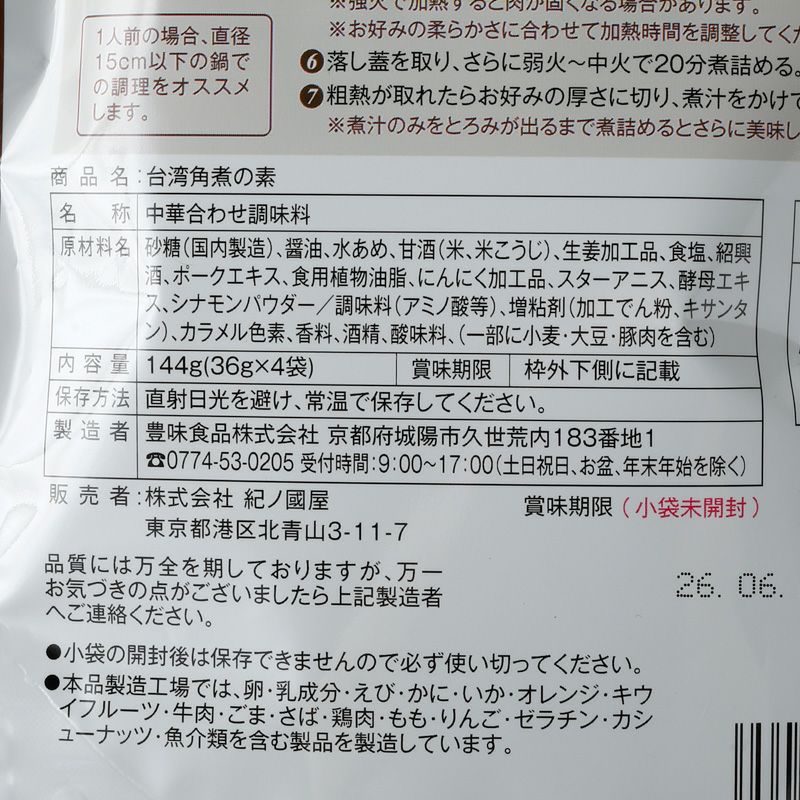 ※強火で加熱すると肉が固くなる場合があります。
※お好みの柔らかさに合わせて加熱時間を調整してくだ
1人前の場合、直径
15cm以下の鍋で
の調理をオススメ
します。
❻落し蓋を取り、さらに弱火〜中火で20分煮詰める。
❼粗熱が取れたらお好みの厚さに切り、煮汁をかけて
※煮汁のみをとろみが出るまで煮詰めるとさらに美味し
商品名:台湾角煮の素
名称 中華合わせ調味料
原材料名 砂糖(国内製造)、醤油、水あめ、甘酒(米、米こうじ)、生姜加工品、食塩、紹興
酒、ポークエキス、食用植物油脂、にんにく加工品、スターアニス、酵母エキ
ス、シナモンパウダー/調味料(アミノ酸等)、増粘剤(加工でん粉、キサンタ
ン)、カラメル色素、香料、酒精、酸味料、(一部に小麦・大豆・豚肉を含む)
内容量 144g(36g×4袋) 賞味期限 枠外下側に記載
保存方法 直射日光を避け、常温で保存してください。
製造者 豊味食品株式会社 京都府城陽市久世荒内183番地1
☎0774-53-0205 受付時間:9:00〜17:00(土日祝日、お盆、年末年始を除く)
販売者:株式会社 紀ノ國屋
東京都港区北青山3-11-7
賞味期限(小袋未開封)
26. 06.
品質には万全を期しておりますが、万一
お気づきの点がございましたら上記製造者
へご連絡ください。
●小袋の開封後は保存できませんので必ず使い切ってください。
●本品製造工場では、卵・乳成分・えび・かに・いか・オレンジ・キウ
イフルーツ・牛肉・ごま・さば・鶏肉・もも・りんご・ゼラチン・カシ
ューナッツ・魚介類を含む製品を製造しています。